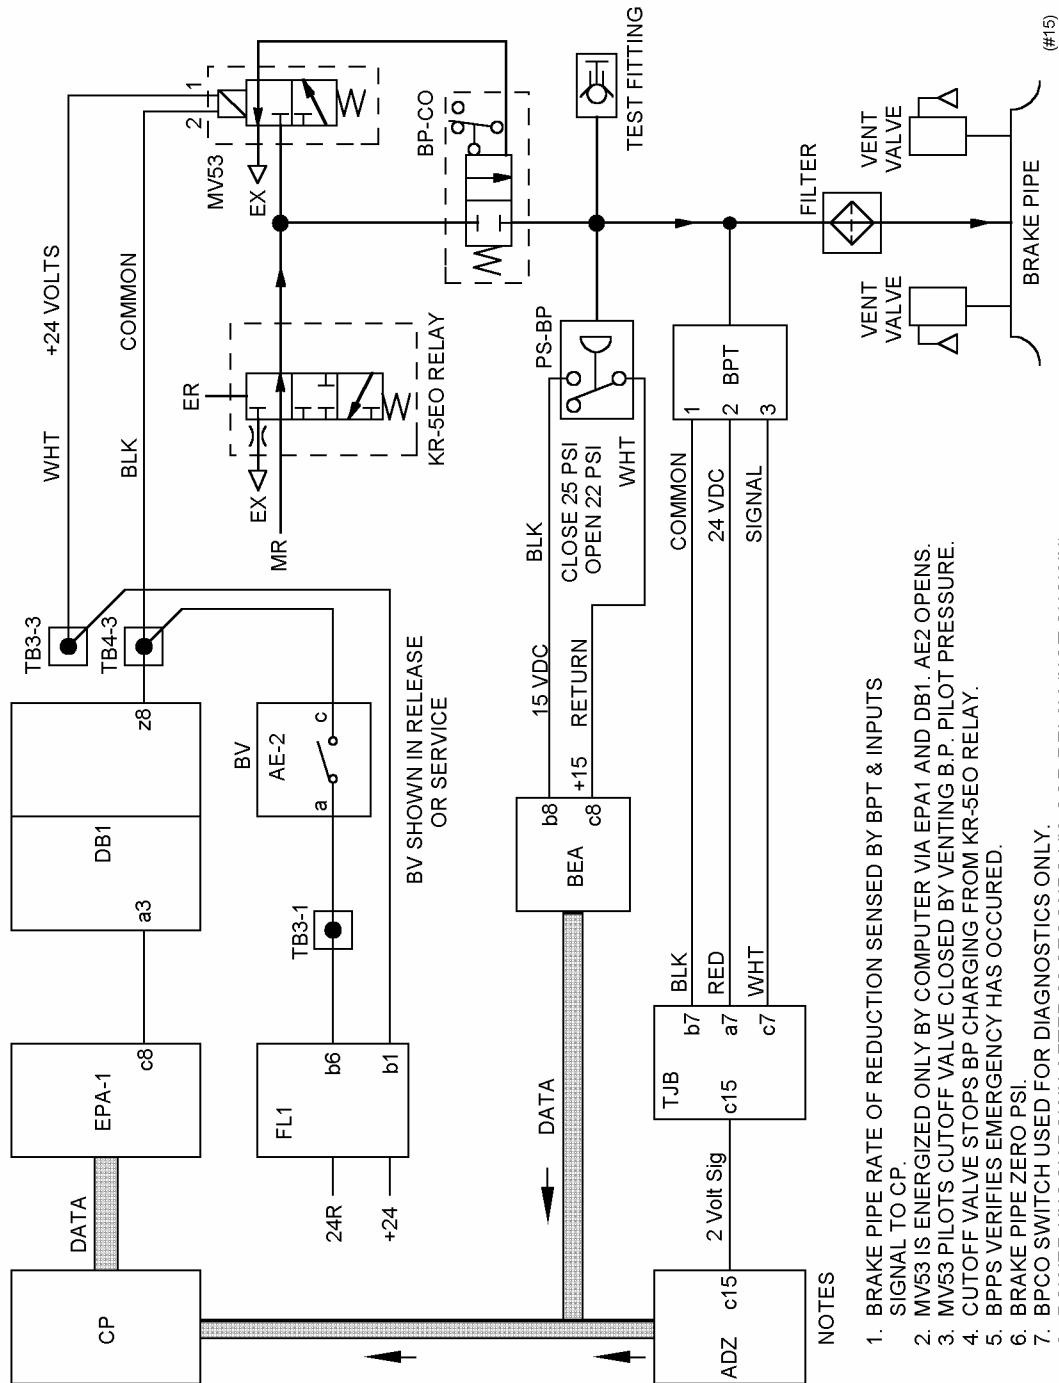 CP
DATA
EPA-1
c8
a3
DB1
z8
TB3-3
TB4-3
WHT
+24 VOLTS
BLK
COMMON
2
1
MV53
EX
24R
+24
FL1
b6
b1
TB3-1
BV
AE-2
a
c
BV SHOWN IN RELEASE
OR SERVICE
MR
EX
ER
KR-5EO RELAY
BP-CO
DATA
BEA
b8
+15
c8
15 VDC
RETURN
BLK
CLOSE 25 PSI
OPEN 22 PSI
WHT
PS-BP
TEST FITTING
ADZ
c15
2 Volt Sig
TJB
c15
b7
a7
c7
BLK
RED
WHT
COMMON
24 VDC
SIGNAL
1
2
3
BPT
FILTER
VENT
VALVE
VENT
VALVE
BRAKE PIPE
(#15)
NOTES
1. BRAKE PIPE RATE OF REDUCTION SENSED BY BPT & INPUTS
SIGNAL TO CP.
2. MV53 IS ENERGIZED ONLY BY COMPUTER VIA EPA1 AND DB1. AE2 OPENS.
3. MV53 PILOTS CUTOFF VALVE CLOSED BY VENTING B.P. PILOT PRESSURE.
4. CUTOFF VALVE STOPS BP CHARGING FROM KR-5EO RELAY.
5. BPPS VERIFIES EMERGENCY HAS OCCURED.
6. BRAKE PIPE ZERO PSI.
7. BPCO SWITCH USED FOR DIAGNOSTICS ONLY.